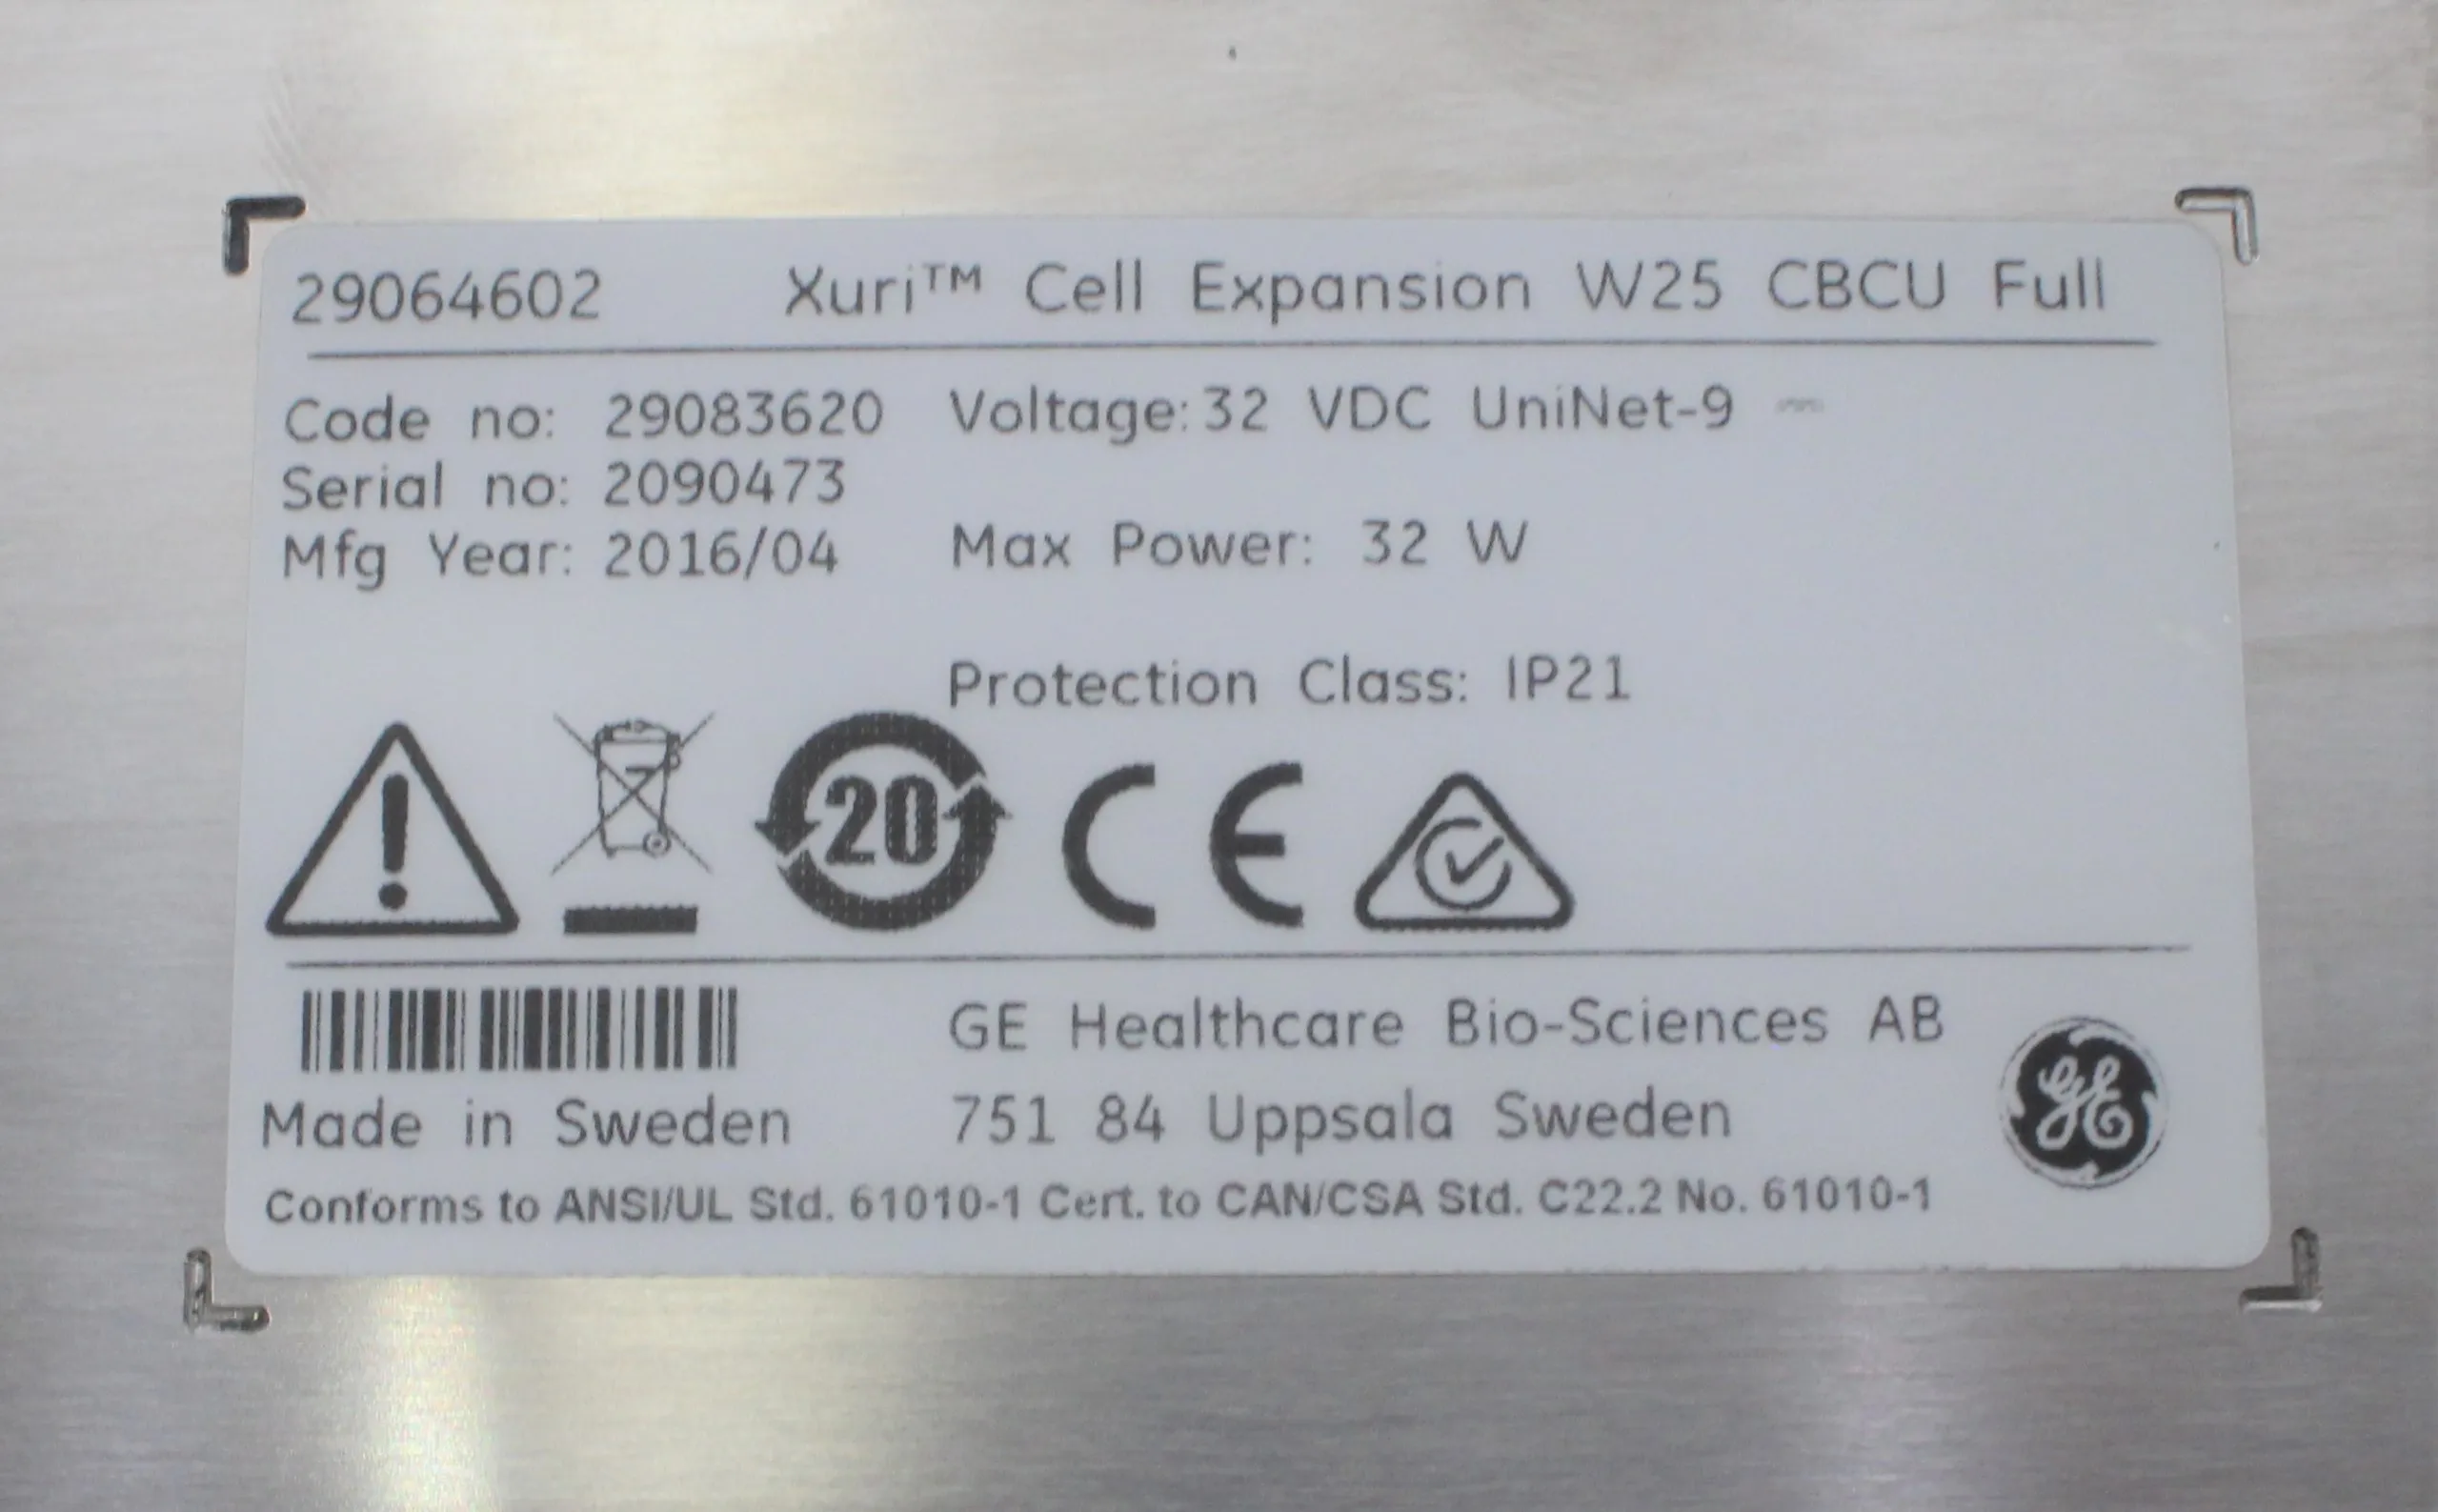 29064602 Xuri™ Cell Expansion W25 CBCU Full
Code no: 29083620 Voltage: 32 VDC UniNet-9
Serial no: 2090473
Mfg Year: 2016/04 Max Power: 32 W
Protection Class: IP21
20 CE
GE Healthcare Bio-Sciences AB
Made in Sweden 751 84 Uppsala Sweden
GE
Conforms to ANSI/UL Std. 61010-1 Cert. to CAN/CSA Std. C22.2 No. 61010-1